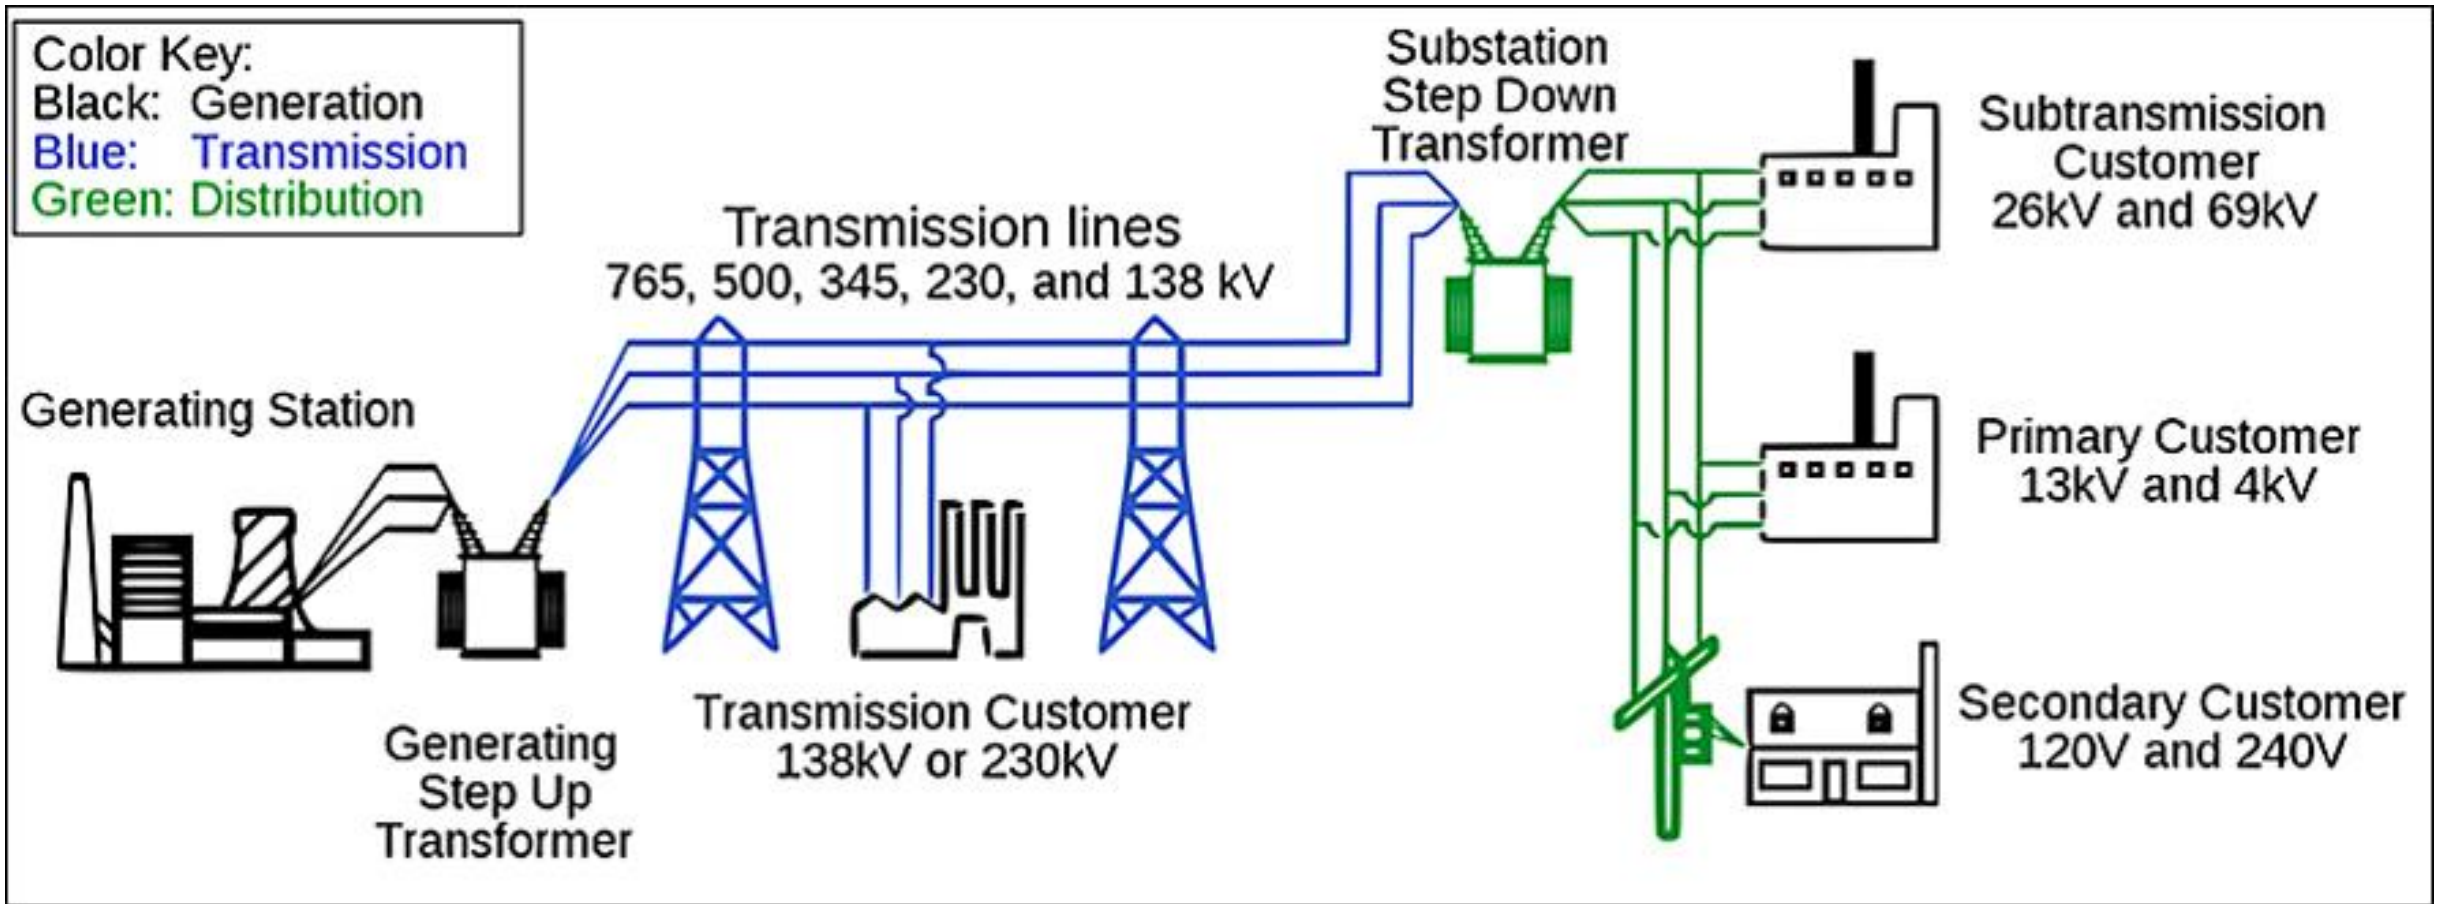 Color Key:
Black: Generation
Blue: Transmission
Green: Distribution
Substation
Step Down
Transformer
Subtransmission
Customer
26kV and 69kV
Transmission lines
765, 500, 345, 230, and 138 kV
Generating Station
Primary Customer
13kV and 4kV
Transmission Customer
138kV or 230kV
Generating
Step Up
Transformer
Secondary Customer
120V and 240V